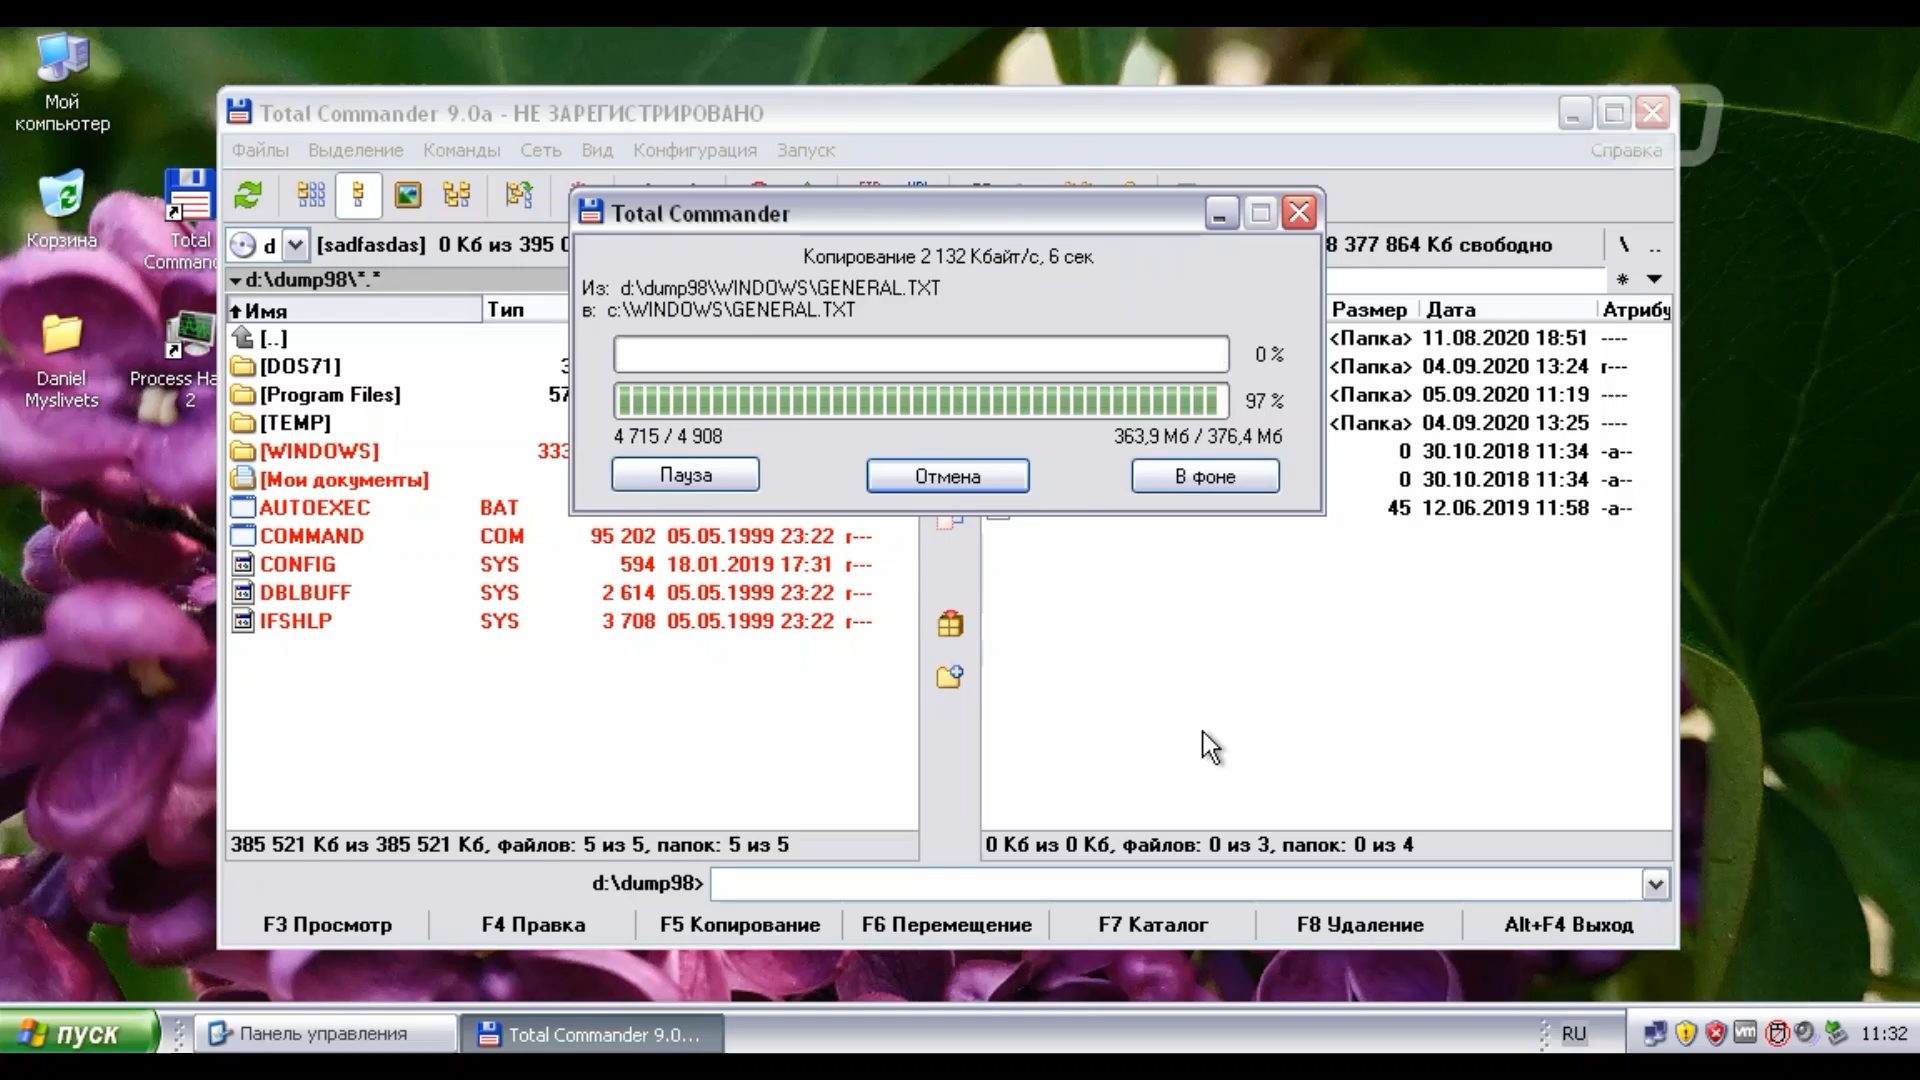 Мой
компьютер
Корзина
Total
Daniel
Myslivets
Process Ha
2
Total Commander 9.0a - НЕ ЗАРЕГИСТРИРОВАНО
Файлы Выделение Команды Сеть Вид Конфигурация Запуск Справка
d [sadfasdas] 0 Кб из 395 0
8 377 864 Кб свободно \ ..
d:\dump98\*.*
*
Имя Тип
Размер Дата Атрибу
[..]
[DOS71]
[Program Files] 57
[TEMP]
[WINDOWS] 333
[Мои документы]
AUTOEXEC BAT
COMMAND COM 95 202 05.05.1999 23:22 r---
CONFIG SYS 594 18.01.2019 17:31 r---
DBLBUFF SYS 2 614 05.05.1999 23:22 r---
IFSHLP SYS 3 708 05.05.1999 23:22 r---
<Папка> 11.08.2020 18:51 ----
<Папка> 04.09.2020 13:24 r---
<Папка> 05.09.2020 11:19 ----
<Папка> 04.09.2020 13:25 ----
0 30.10.2018 11:34 -a--
0 30.10.2018 11:34 -a--
45 12.06.2019 11:58 -a--
Total Commander
Копирование 2 132 Кбайт/с, 6 сек
Из: d:\dump98\WINDOWS\GENERAL.TXT
в: c:\WINDOWS\GENERAL.TXT
0 %
97 %
4 715 / 4 908 363,9 Мб / 376,4 Мб
Пауза Отмена В фоне
385 521 Кб из 385 521 Кб, файлов: 5 из 5, папок: 5 из 5
0 Кб из 0 Кб, файлов: 0 из 3, папок: 0 из 4
d:\dump98>
F3 Просмотр F4 Правка F5 Копирование F6 Перемещение F7 Каталог F8 Удаление Alt+F4 Выход
пуск Панель управления Total Commander 9.0... RU 11:32